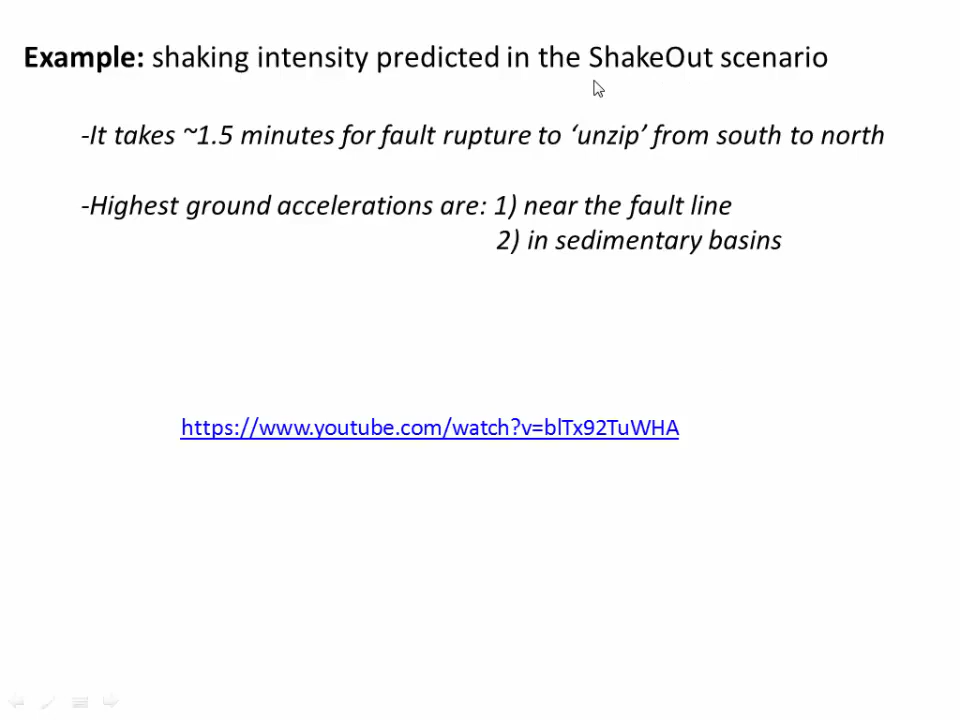 Example: shaking intensity predicted in the ShakeOut scenario
-It takes ~1.5 minutes for fault rupture to ‘unzip’ from south to north
-Highest ground accelerations are: 1) near the fault line
2) in sedimentary basins
https://www.youtube.com/watch?v=blTx92TuWHA